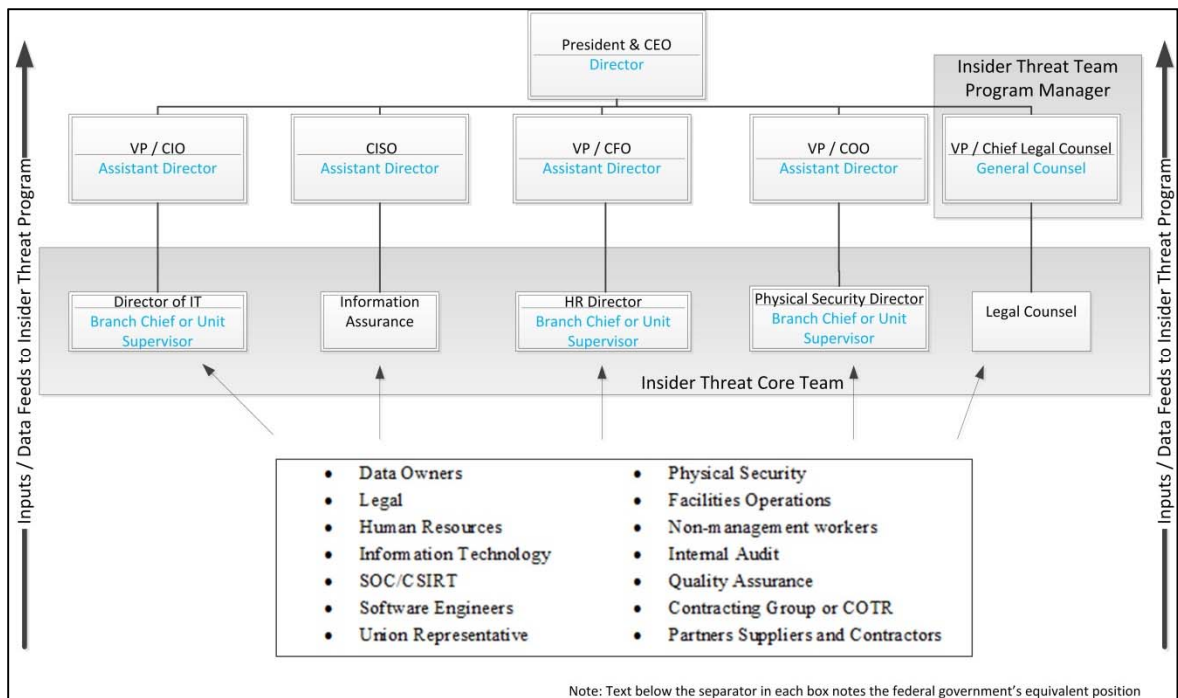 Inputs / Data Feeds to Insider Threat Program
President & CEO
Director
Insider Threat Team
Program Manager
VP / CIO
Assistant Director
CISO
Assistant Director
VP / CFO
Assistant Director
VP / COO
Assistant Director
VP / Chief Legal Counsel
General Counsel
Director of IT
Branch Chief or Unit
Supervisor
Information
Assurance
HR Director
Branch Chief or Unit
Supervisor
Physical Security Director
Branch Chief or Unit
Supervisor
Legal Counsel
Insider Threat Core Team
• Data Owners
• Legal
• Human Resources
• Information Technology
• SOC/CSIRT
• Software Engineers
• Union Representative
• Physical Security
• Facilities Operations
• Non-management workers
• Internal Audit
• Quality Assurance
• Contracting Group or COTR
• Partners Suppliers and Contractors
Inputs / Data Feeds to Insider Threat Program
Note: Text below the separator in each box notes the federal government's equivalent position